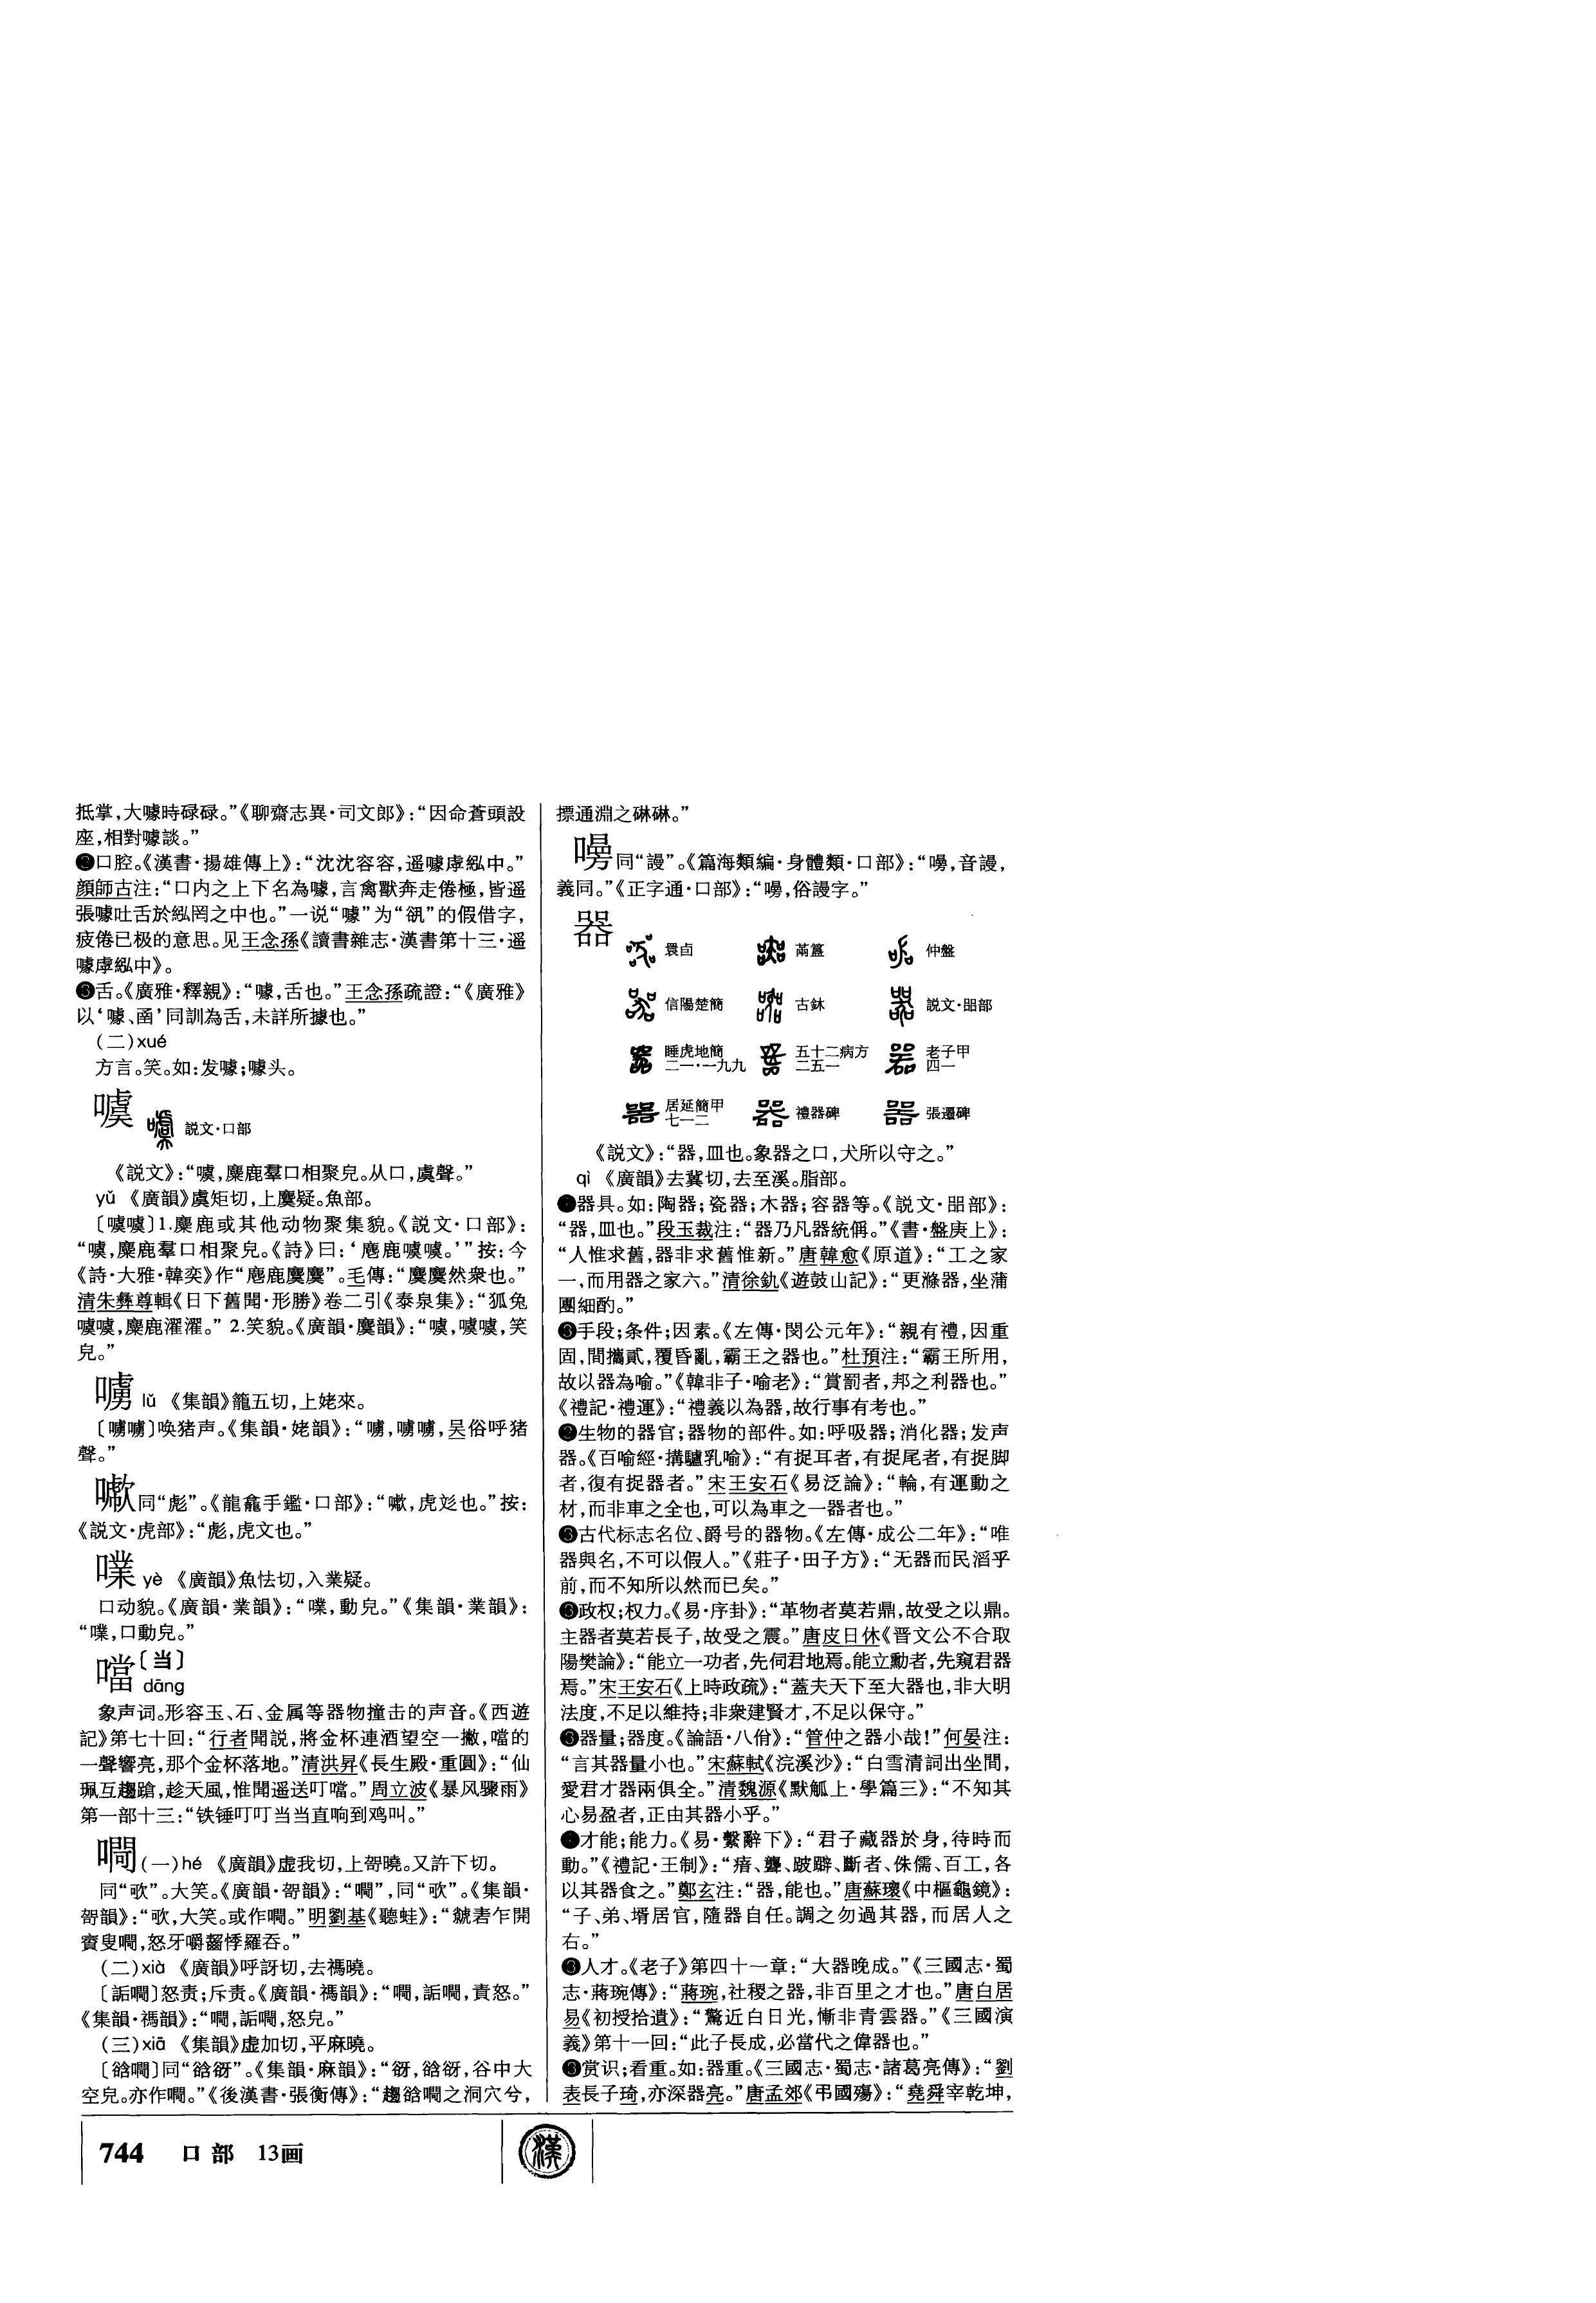 抵掌，大噱時碌碌。”《聊齋志異·司文郎》：“因命蒼頭設
座，相對噱談。”
❷口腔。《漢書·揚雄傳上》：“沈沈容容，遥噱虖紭中。”
顔師古注：“口内之上下名為噱，言禽獸奔走倦極，皆遥
張噱吐舌於紭罔之中也。”一说“噱”为“㕁”的假借字，
疲倦已极的意思。见王念孫《讀書雜志·漢書第十三·遥
噱虖紭中》。
❸舌。《廣雅·釋親》：“噱，舌也。”王念孫疏證：“《廣雅》
以‘噱、圅’同訓為舌，未詳所據也。”
（二）xué
方言。笑。如：发噱；噱头。
噳 説文·口部
《説文》：“噳，麋鹿羣口相聚皃。从口，虞聲。”
yǔ 《廣韻》虞矩切，上麌疑。魚部。
〔噳噳〕1.麋鹿或其他动物聚集貌。《説文·口部》：
“噳，麋鹿羣口相聚皃。《詩》曰：‘麀鹿噳噳。’”按：今
《詩·大雅·韓奕》作“麀鹿麌麌”。毛傳：“麌麌然衆也。”
清朱彝尊輯《日下舊聞·形勝》卷二引《泰泉集》：“狐兔
噳噳，麋鹿濯濯。” 2.笑貌。《廣韻·麌韻》：“噳，噳噳，笑
皃。”
嚧 lǔ 《集韻》籠五切，上姥來。
唤猪声。《集韻·姥韻》：“吴俗呼猪
聲。”
同“彪”。《龍龕手鑑·口部》：“虎彣也。”按：
《説文·虎部》：“彪，虎文也。”
㗼 yè 《廣韻》魚怯切，入業疑。
口动貌。《廣韻·業韻》：“動皃。”《集韻·業韻》：
“口動皃。”
噹〔当〕
dāng
象声词。形容玉、石、金属等器物撞击的声音。《西遊
記》第七十回：“行者聞説，將金杯連酒望空一撇，噹的
一聲響亮，那个金杯落地。”清洪昇《長生殿·重圓》：“仙
珮互趨蹌，趁天風，惟聞遥送叮噹。”周立波《暴风骤雨》
第一部十三：“铁锤叮叮当当直响到鸡叫。”
㗿（一）hé 《廣韻》虚我切，上哿曉。又許下切。
同“歌”。大笑。《廣韻·哿韻》：“㗿”，同“歌”。《集韻·
哿韻》：“大笑。或作㗿。”明劉基《聽蛙》：“乍開
賓叟㗿，怒牙嚼齧悸羅吞。”
（二）xià 《廣韻》呼訝切，去禡曉。
〔詬㗿〕怒责；斥责。《廣韻·禡韻》：“㗿，詬㗿，責怒。”
《集韻·禡韻》：“㗿，詬㗿，怒皃。”
（三）xiā 《集韻》虚加切，平麻曉。
〔谽㗿〕同“谽谺”。《集韻·麻韻》：“谺，谽谺，谷中大
空皃。亦作㗿。”《後漢書·張衡傳》：“趨谽㗿之洞穴兮，
摽通淵之碄碄。”
同“謾”。《篇海類編·身體類·口部》：“音謾，
義同。”《正字通·口部》：“俗謾字。”
器 睘卣 䓣簋 仲盤
信陽楚簡 古鉢 説文·㗊部
睡虎地簡二一·一九九 五十二病方二五一 老子甲四一
居延簡甲七一二 禮器碑 張遷碑
《説文》：“器，皿也。象器之口，犬所以守之。”
qì 《廣韻》去冀切，去至溪。脂部。
器具。如：陶器；瓷器；木器；容器等。《説文·㗊部》：
“器，皿也。”段玉裁注：“器乃凡器統偁。”《書·盤庚上》：
“人惟求舊，器非求舊惟新。”唐韓愈《原道》：“工之家
一，而用器之家六。”清徐釚《遊鼓山記》：“更滌器，坐蒲
團細酌。”
❸手段；条件；因素。《左傳·閔公元年》：“親有禮，因重
固，間攜貳，覆昏亂，霸王之器也。”杜預注：“霸王所用，
故以器為喻。”《韓非子·喻老》：“賞罰者，邦之利器也。”
《禮記·禮運》：“禮義以為器，故行事有考也。”
❷生物的器官；器物的部件。如：呼吸器；消化器；发声
器。《百喻經·搆驢乳喻》：“有捉耳者，有捉尾者，有捉脚
者，復有捉器者。”宋王安石《易泛論》：“輪，有運動之
材，而非車之全也，可以為車之一器者也。”
❸古代标志名位、爵号的器物。《左傳·成公二年》：“唯
器與名，不可以假人。”《莊子·田子方》：“无器而民滔乎
前，而不知所以然而已矣。”
❸政权；权力。《易·序卦》：“革物者莫若鼎，故受之以鼎。
主器者莫若長子，故受之震。”唐皮日休《晋文公不合取
陽樊論》：“能立一功者，先伺君地焉。能立勳者，先窺君器
焉。”宋王安石《上時政疏》：“蓋夫天下至大器也，非大明
法度，不足以維持；非衆建賢才，不足以保守。”
❸器量；器度。《論語·八佾》：“管仲之器小哉！”何晏注：
“言其器量小也。”宋蘇軾《浣溪沙》：“白雪清詞出坐間，
愛君才器兩俱全。”清魏源《默觚上·學篇三》：“不知其
心易盈者，正由其器小乎。”
才能；能力。《易·繫辭下》：“君子藏器於身，待時而
動。”《禮記·王制》：“瘖、聾、跛躃、斷者、侏儒、百工，各
以其器食之。”鄭玄注：“器，能也。”唐蘇瓌《中樞龜鏡》：
“子、弟、壻居官，隨器自任。調之勿過其器，而居人之
右。”
❸人才。《老子》第四十一章：“大器晚成。”《三國志·蜀
志·蔣琬傳》：“蔣琬，社稷之器，非百里之才也。”唐白居
易《初授拾遺》：“驚近白日光，慚非青雲器。”《三國演
義》第十一回：“此子長成，必當代之偉器也。”
❸赏识；看重。如：器重。《三國志·蜀志·諸葛亮傳》：“劉
表長子琦，亦深器亮。”唐孟郊《弔國殤》：“堯舜宰乾坤，
744 口部 13画
漢